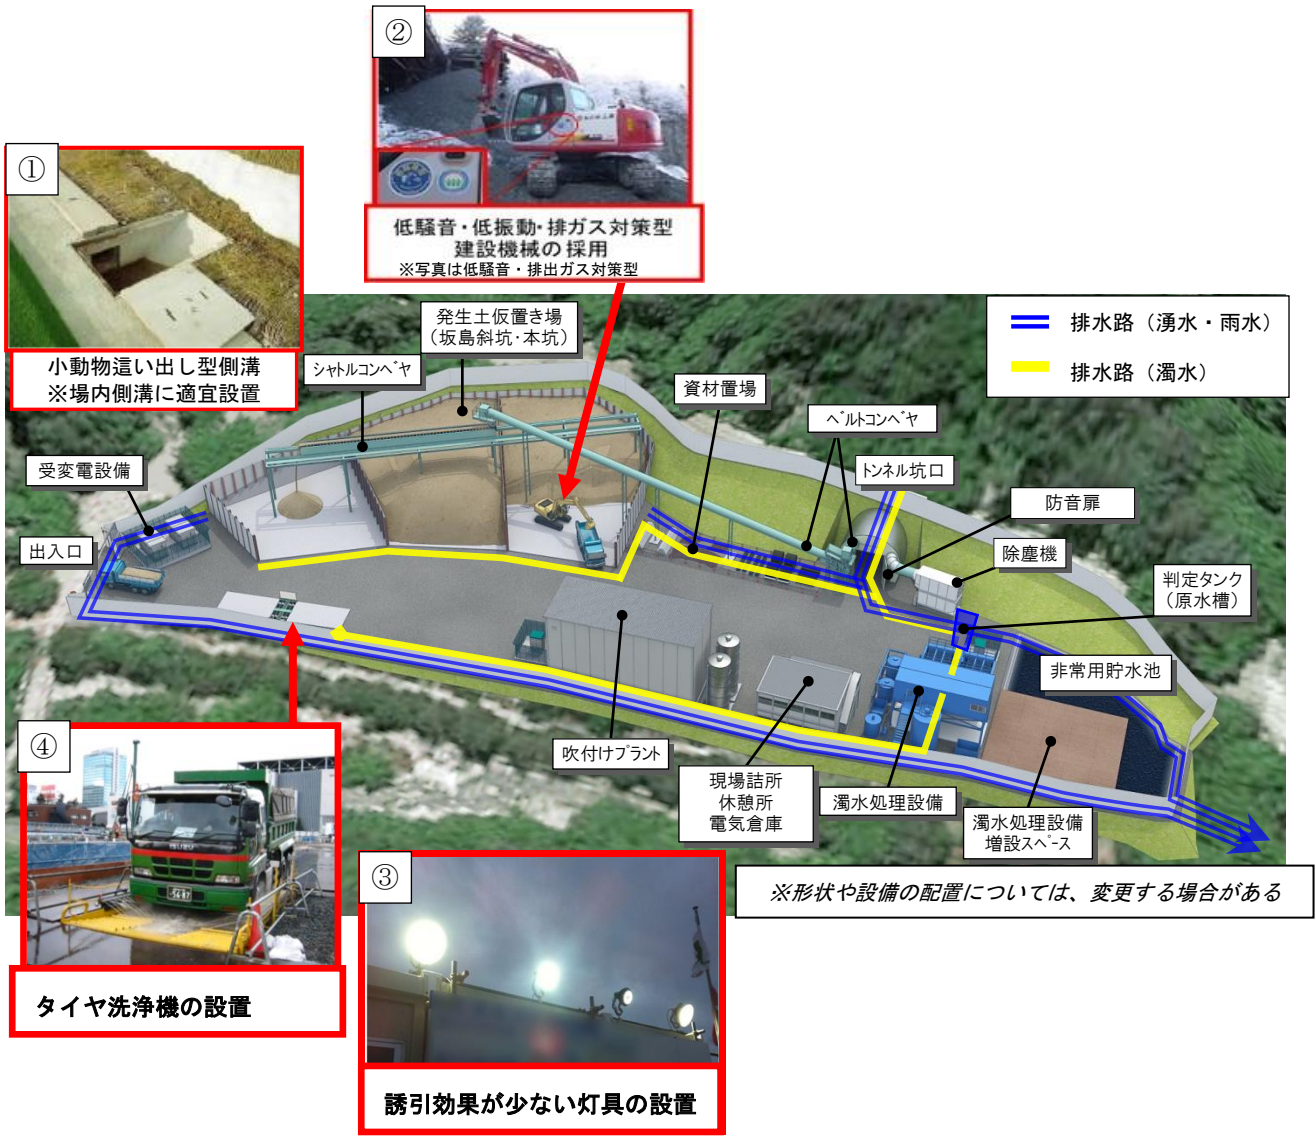 ①
小動物這い出し型側溝
※場内側溝に適宜設置
②
低騒音・低振動・排ガス対策型
建設機械の採用
※写真は低騒音・排出ガス対策型
排水路（湧水・雨水）
排水路（濁水）
発生土仮置き場
（坂島斜坑・本坑）
シャトルコンベヤ
資材置場
ベルトコンベヤ
トンネル坑口
防音扉
除塵機
判定タンク
（原水槽）
受変電設備
出入口
非常用貯水池
吹付けプラント
現場詰所
休憩所
電気倉庫
濁水処理設備
濁水処理設備
増設スペース
※形状や設備の配置については、変更する場合がある
④
ISUZU
タイヤ洗浄機の設置
③
誘引効果が少ない灯具の設置